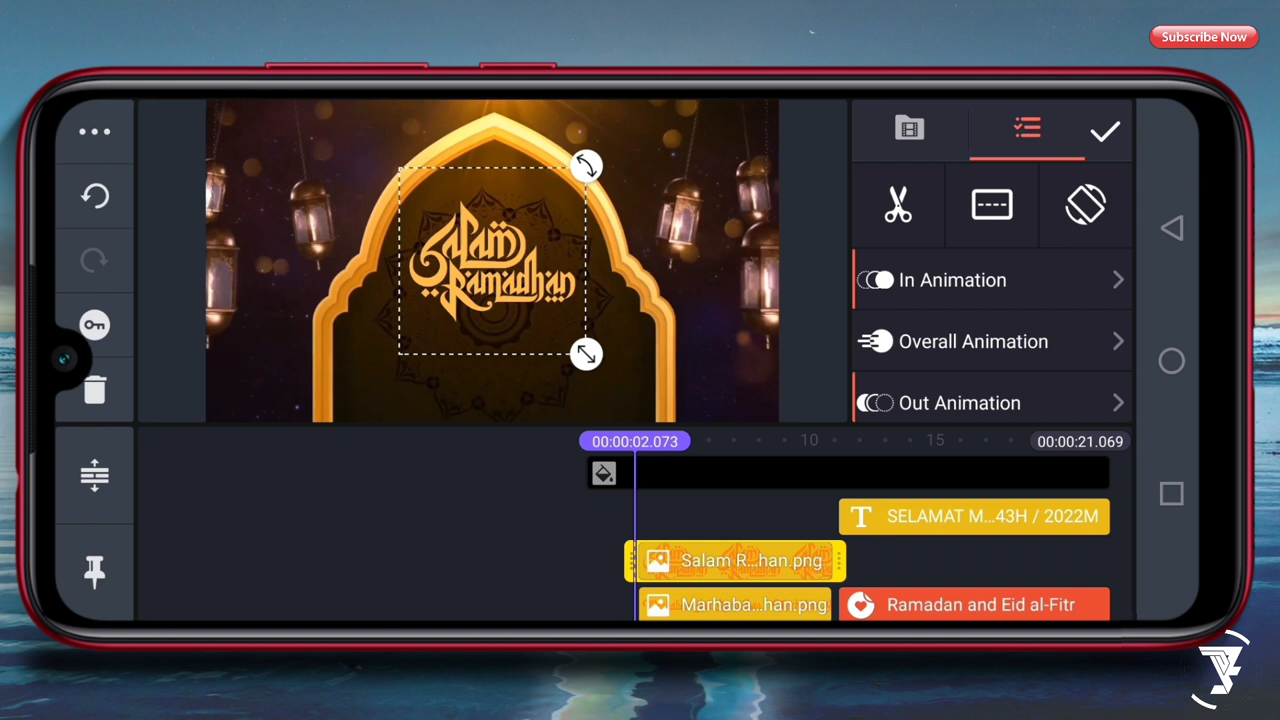 Subscribe Now
Salam
Ramadhan
In Animation
Overall Animation
Out Animation
00:00:02.073
10
15
00:00:21.069
T SELAMAT M...43H / 2022M
Salam R...han.png
Marhaba...han.png
Ramadan and Eid al-Fitr